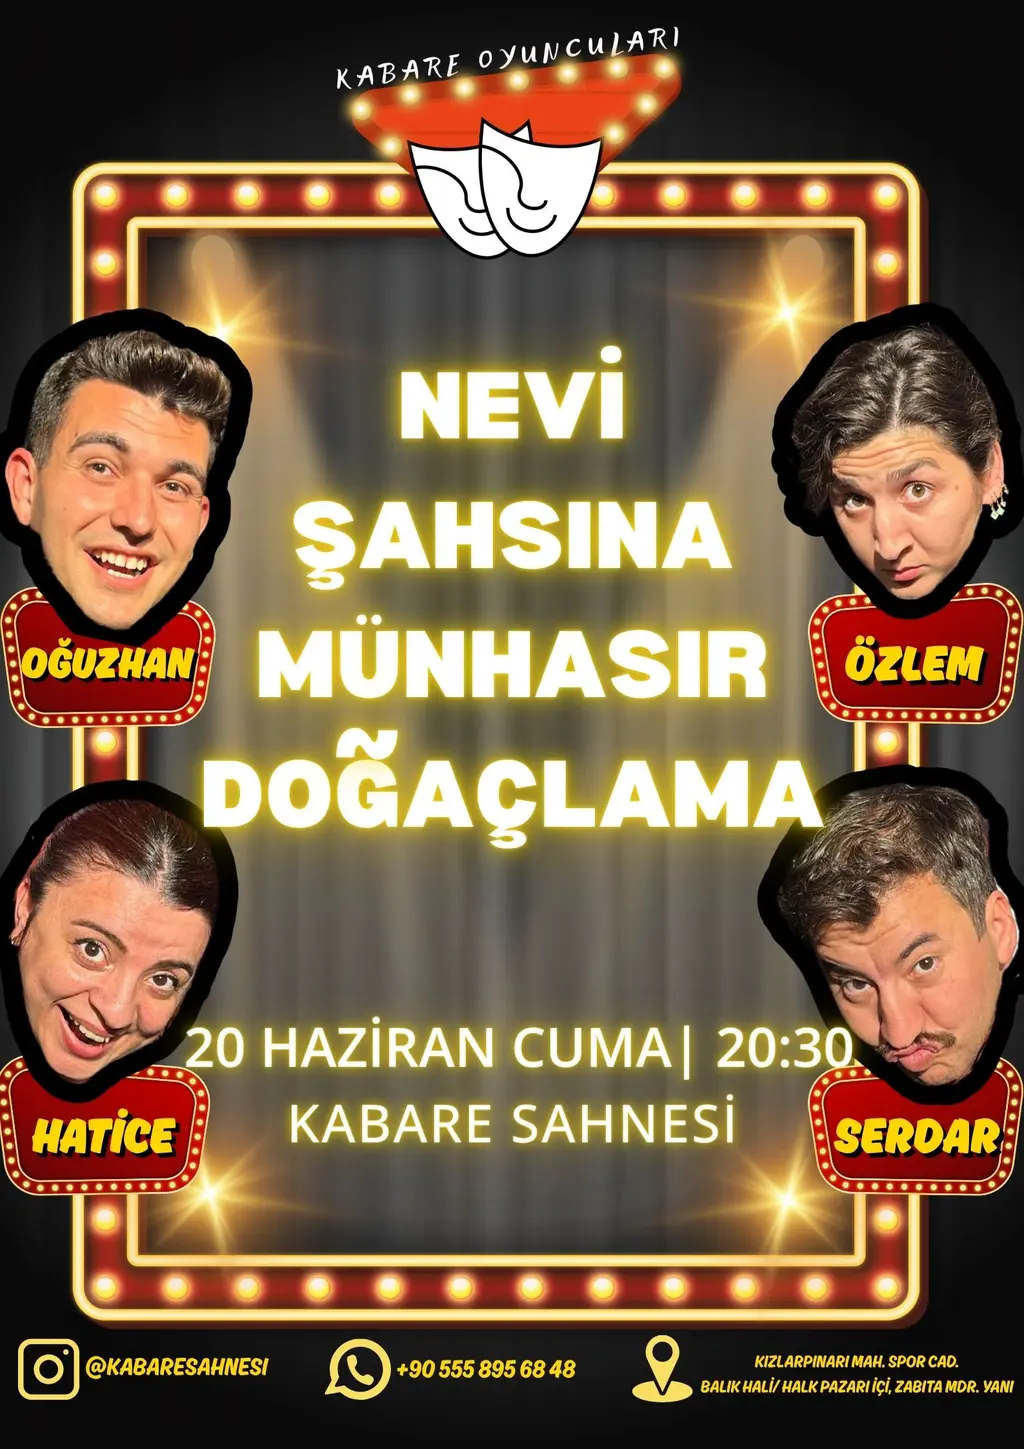 KABARE OYUNCULARI
NEVİ
ŞAHSINA
MÜNHASIR
DOĞAÇLAMA
OĞUZHAN
ÖZLEM
HATİCE
SERDAR
20 HAZİRAN CUMA| 20:30
KABARE SAHNESİ
@KABARESAHNESI
+90 555 895 68 48
KIZLARPINARI MAH. SPOR CAD.
BALIK HALİ/ HALK PAZARI İÇİ, ZABITA MDR. YANI